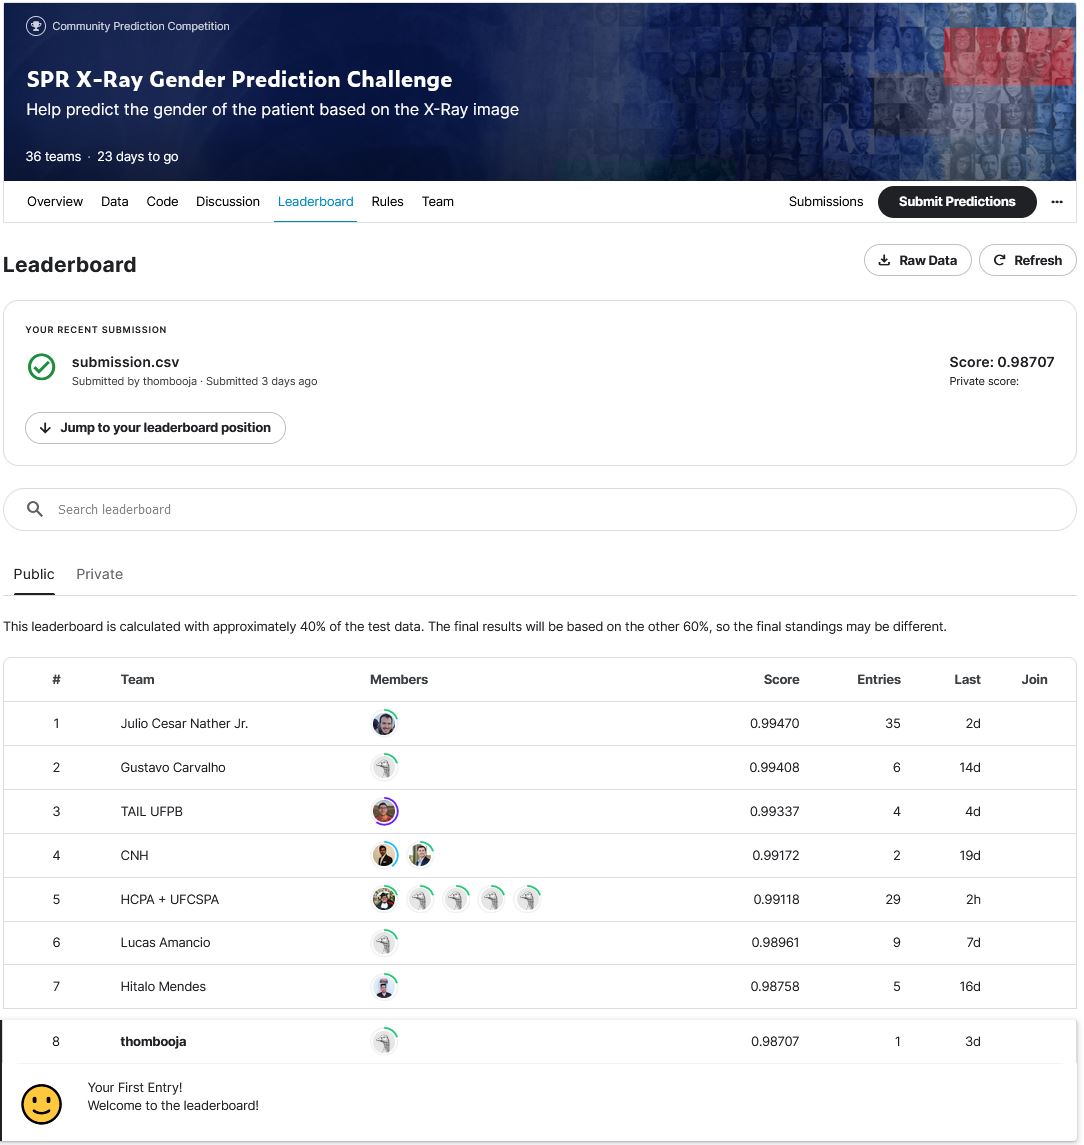 Community Prediction Competition
SPR X-Ray Gender Prediction Challenge
Help predict the gender of the patient based on the X-Ray image
36 teams · 23 days to go
Overview Data Code Discussion Leaderboard Rules Team Submissions Submit Predictions ...
Leaderboard Raw Data Refresh
YOUR RECENT SUBMISSION
submission.csv Score: 0.98707
Submitted by thombooja · Submitted 3 days ago Private score:
Jump to your leaderboard position
Search leaderboard
Public Private
This leaderboard is calculated with approximately 40% of the test data. The final results will be based on the other 60%, so the final standings may be different.
# Team Members Score Entries Last Join
1 Julio Cesar Nather Jr. 0.99470 35 2d
2 Gustavo Carvalho 0.99408 6 14d
3 TAIL UFPB 0.99337 4 4d
4 CNH 0.99172 2 19d
5 HCPA + UFCSPA 0.99118 29 2h
6 Lucas Amancio 0.98961 9 7d
7 Hitalo Mendes 0.98758 5 16d
8 thombooja 0.98707 1 3d
Your First Entry!
Welcome to the leaderboard!